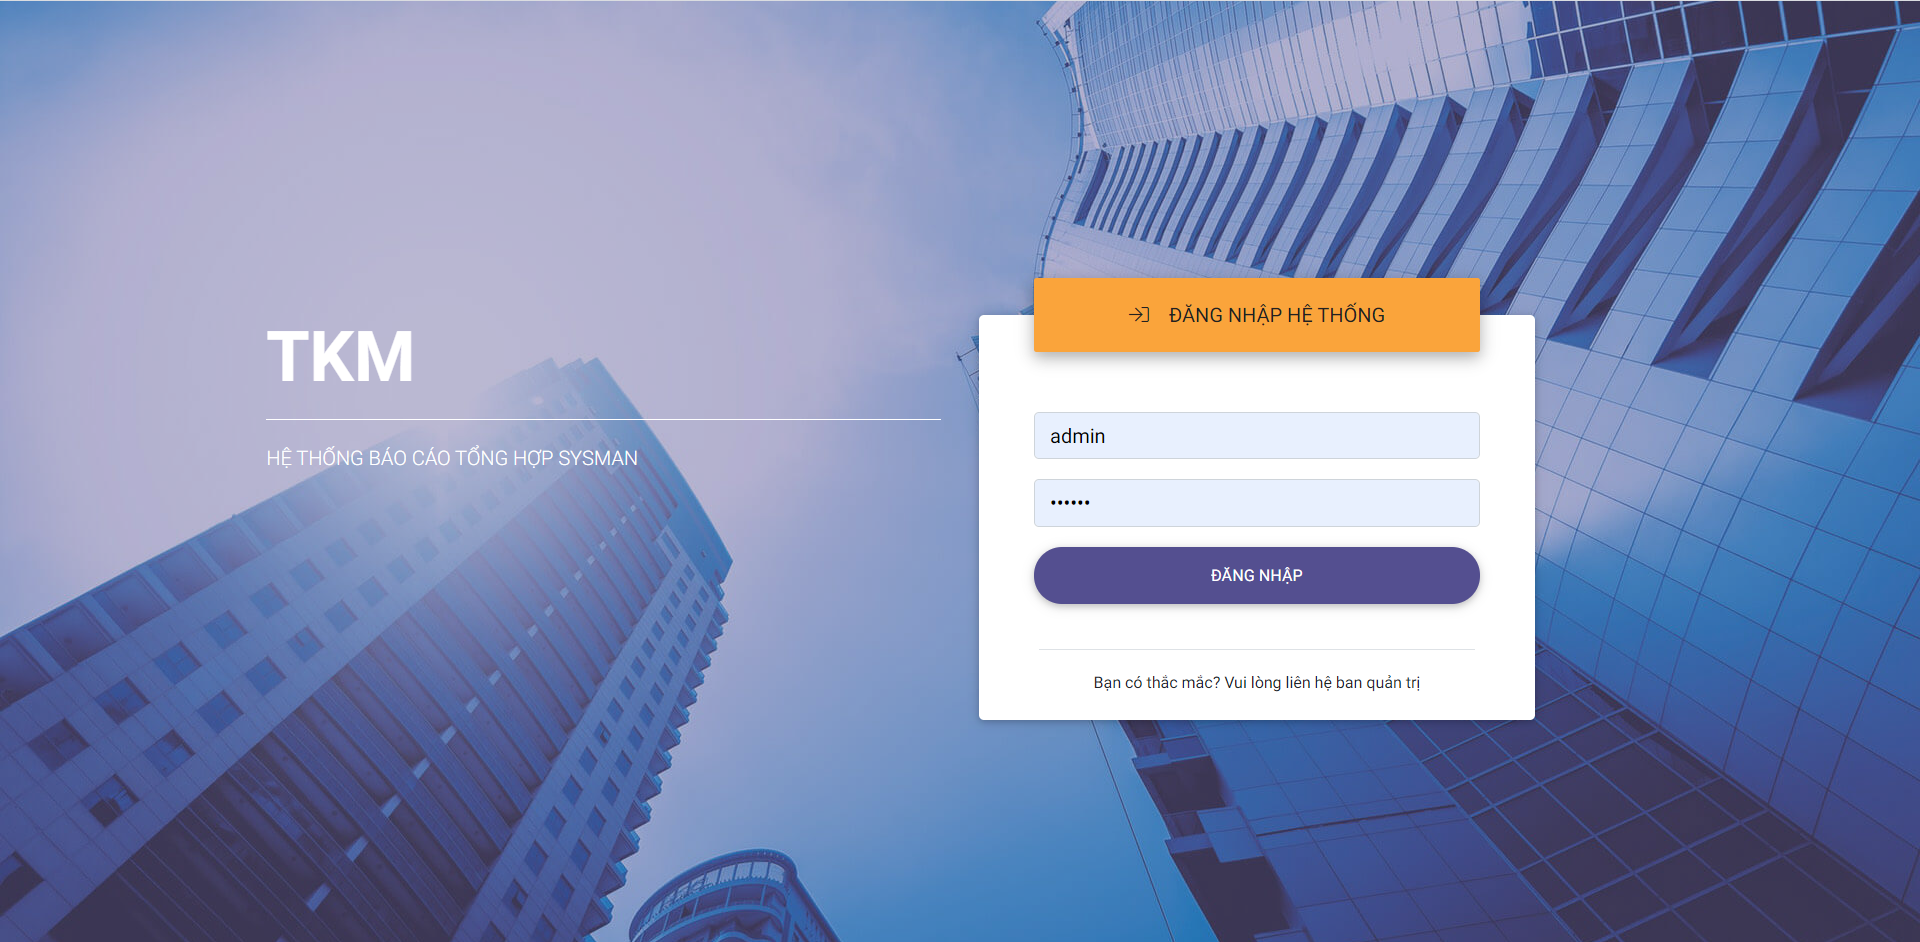 TKM
HỆ THỐNG BÁO CÁO TỔNG HỢP SYSMAN
ĐĂNG NHẬP HỆ THỐNG
admin
••••••
ĐĂNG NHẬP
Bạn có thắc mắc? Vui lòng liên hệ ban quản trị